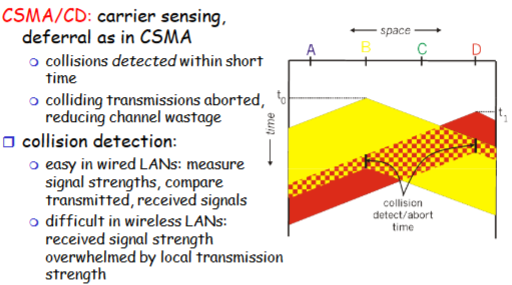 CSMA/CD: carrier sensing,
deferral as in CSMA
collisions detected within short
time
colliding transmissions aborted,
reducing channel wastage
collision detection:
easy in wired LANs: measure
signal strengths, compare
transmitted, received signals
difficult in wireless LANs:
received signal strength
overwhelmed by local transmission
strength
space
A B C D
t0
t1
time
collision
detect/abort
time